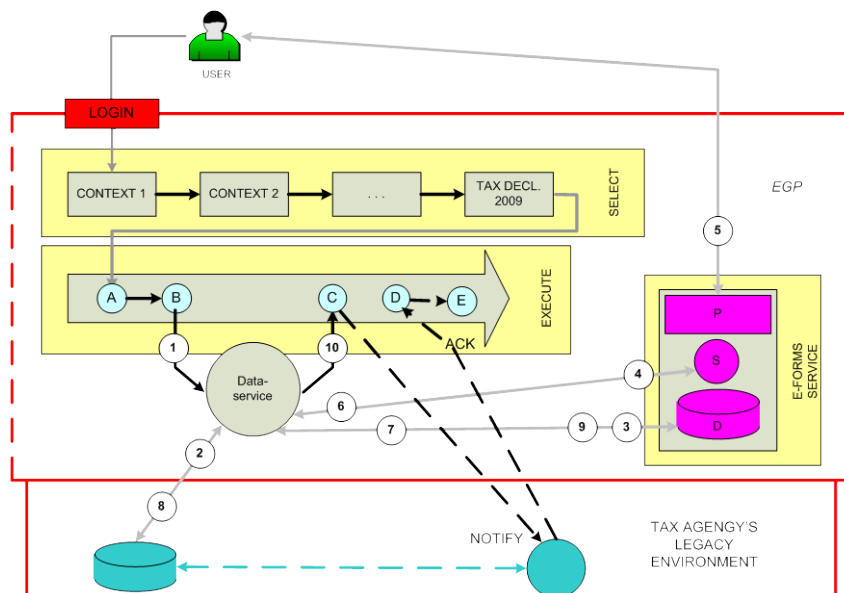 USER
LOGIN
CONTEXT 1
CONTEXT 2
. . .
TAX DECL.
2009
SELECT
EGP
5
A
B
C
D
E
EXECUTE
ACK
1
10
Data-
service
P
S
D
E-FORMS
SERVICE
4
6
7
9
3
2
8
NOTIFY
TAX AGENGY'S
LEGACY
ENVIRONMENT